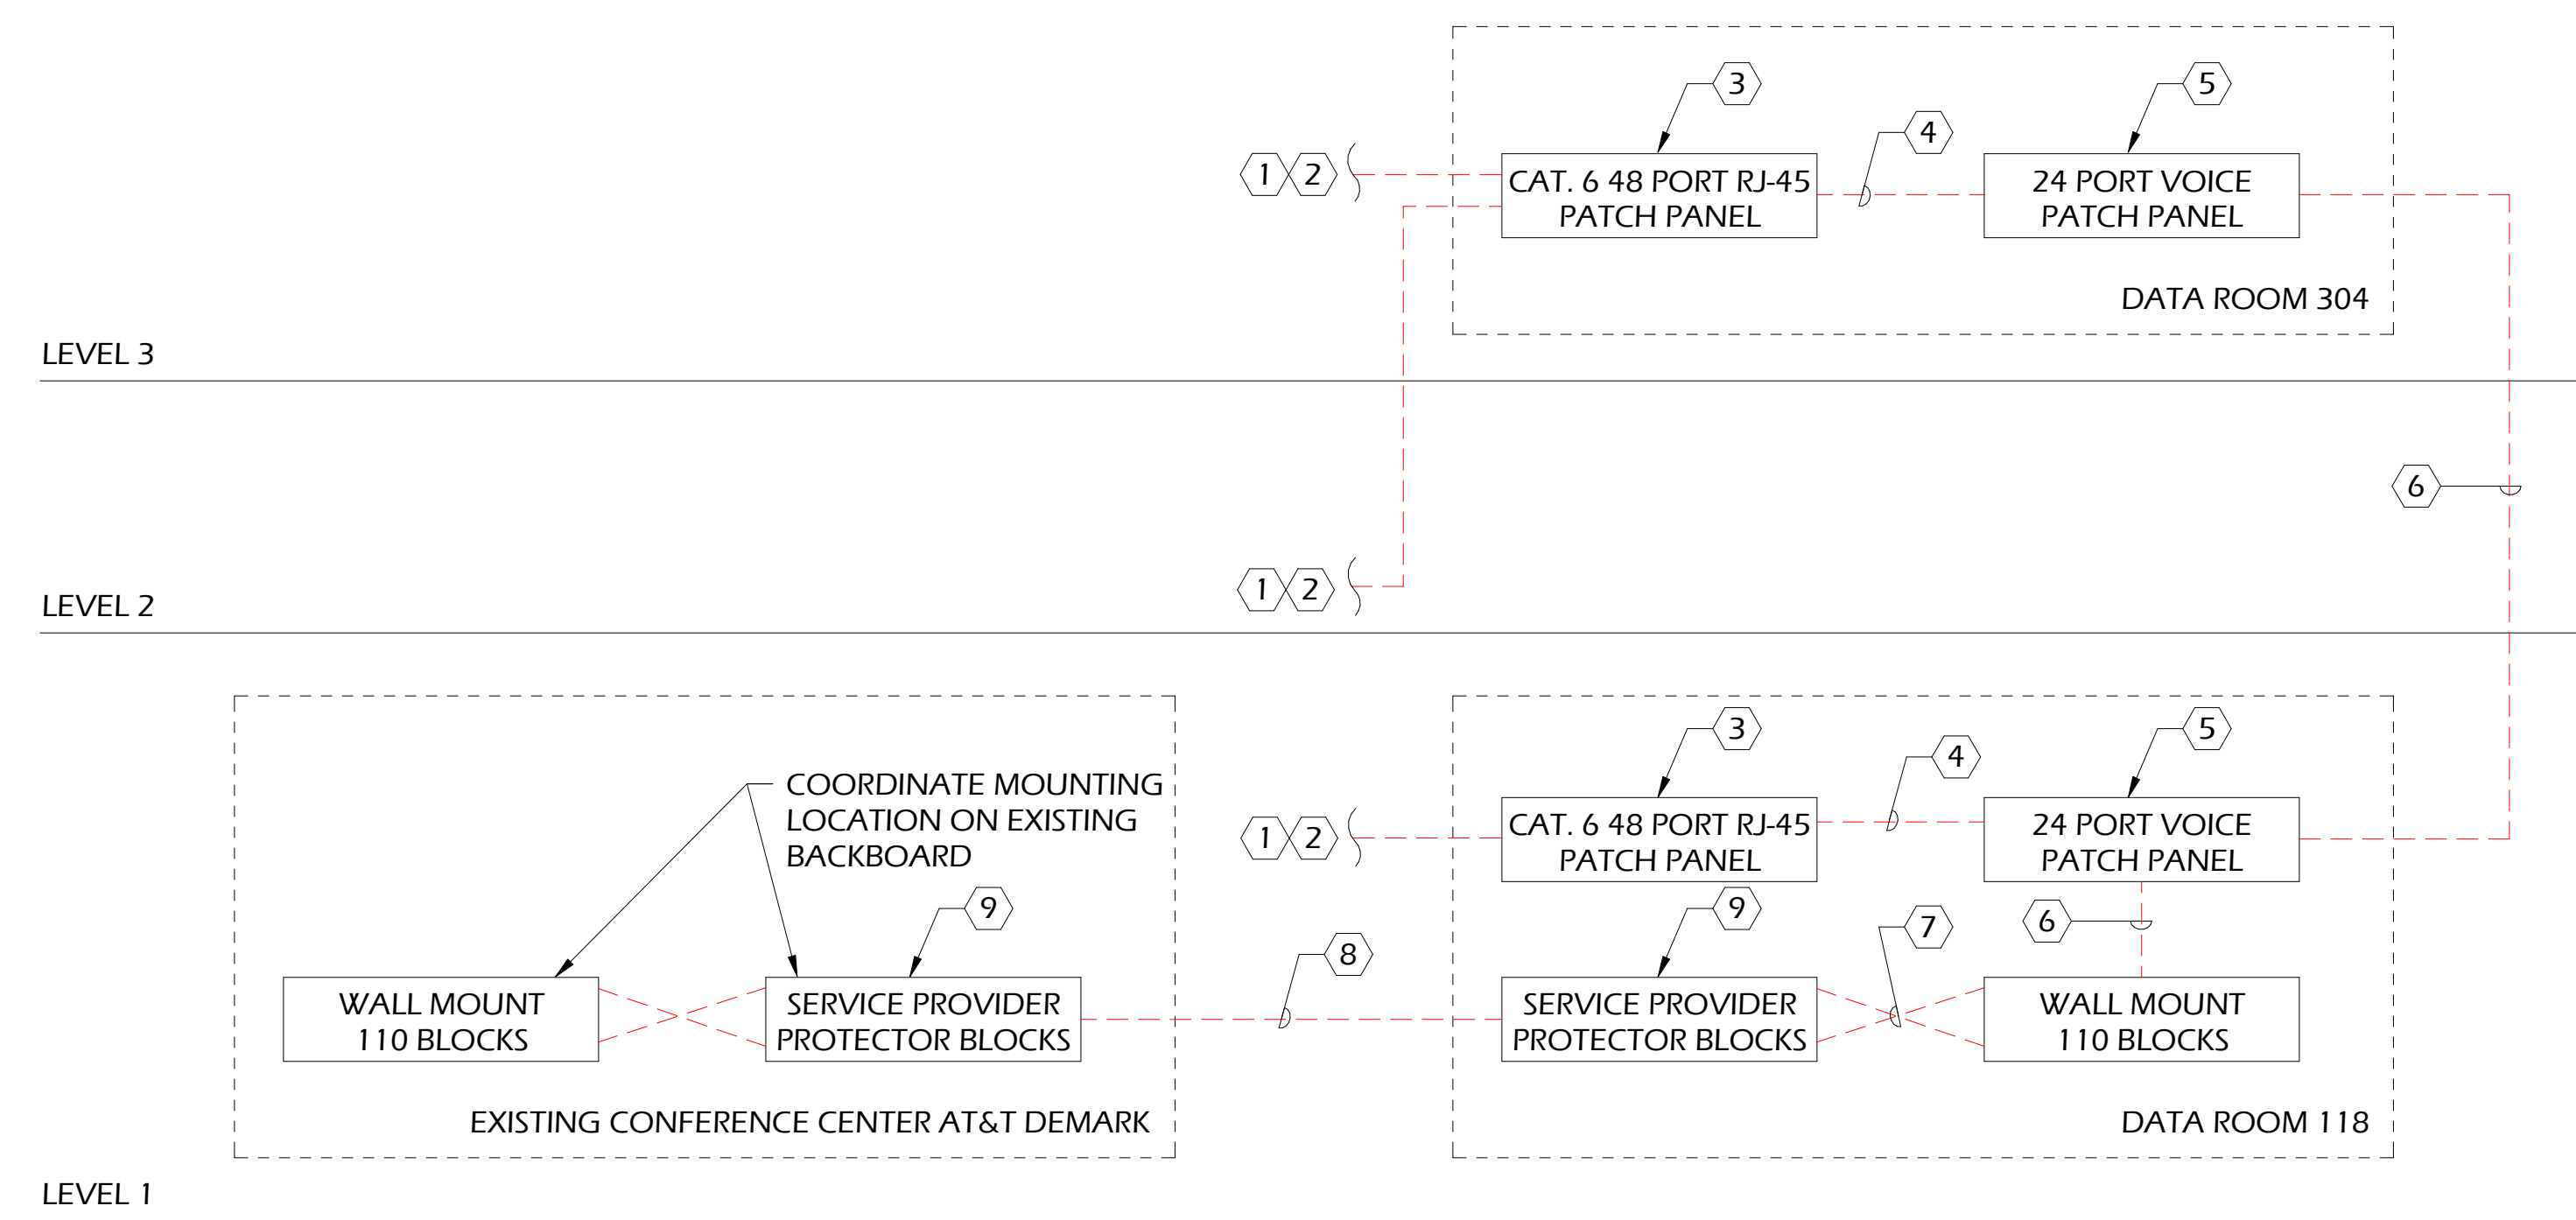 3
5
4
1 2
CAT. 6 48 PORT RJ-45
PATCH PANEL
24 PORT VOICE
PATCH PANEL
DATA ROOM 304
LEVEL 3
6
1 2
LEVEL 2
3
5
4
COORDINATE MOUNTING
LOCATION ON EXISTING
BACKBOARD
1 2
CAT. 6 48 PORT RJ-45
PATCH PANEL
24 PORT VOICE
PATCH PANEL
9
9
7
6
8
WALL MOUNT
110 BLOCKS
SERVICE PROVIDER
PROTECTOR BLOCKS
SERVICE PROVIDER
PROTECTOR BLOCKS
WALL MOUNT
110 BLOCKS
EXISTING CONFERENCE CENTER AT&T DEMARK
DATA ROOM 118
LEVEL 1